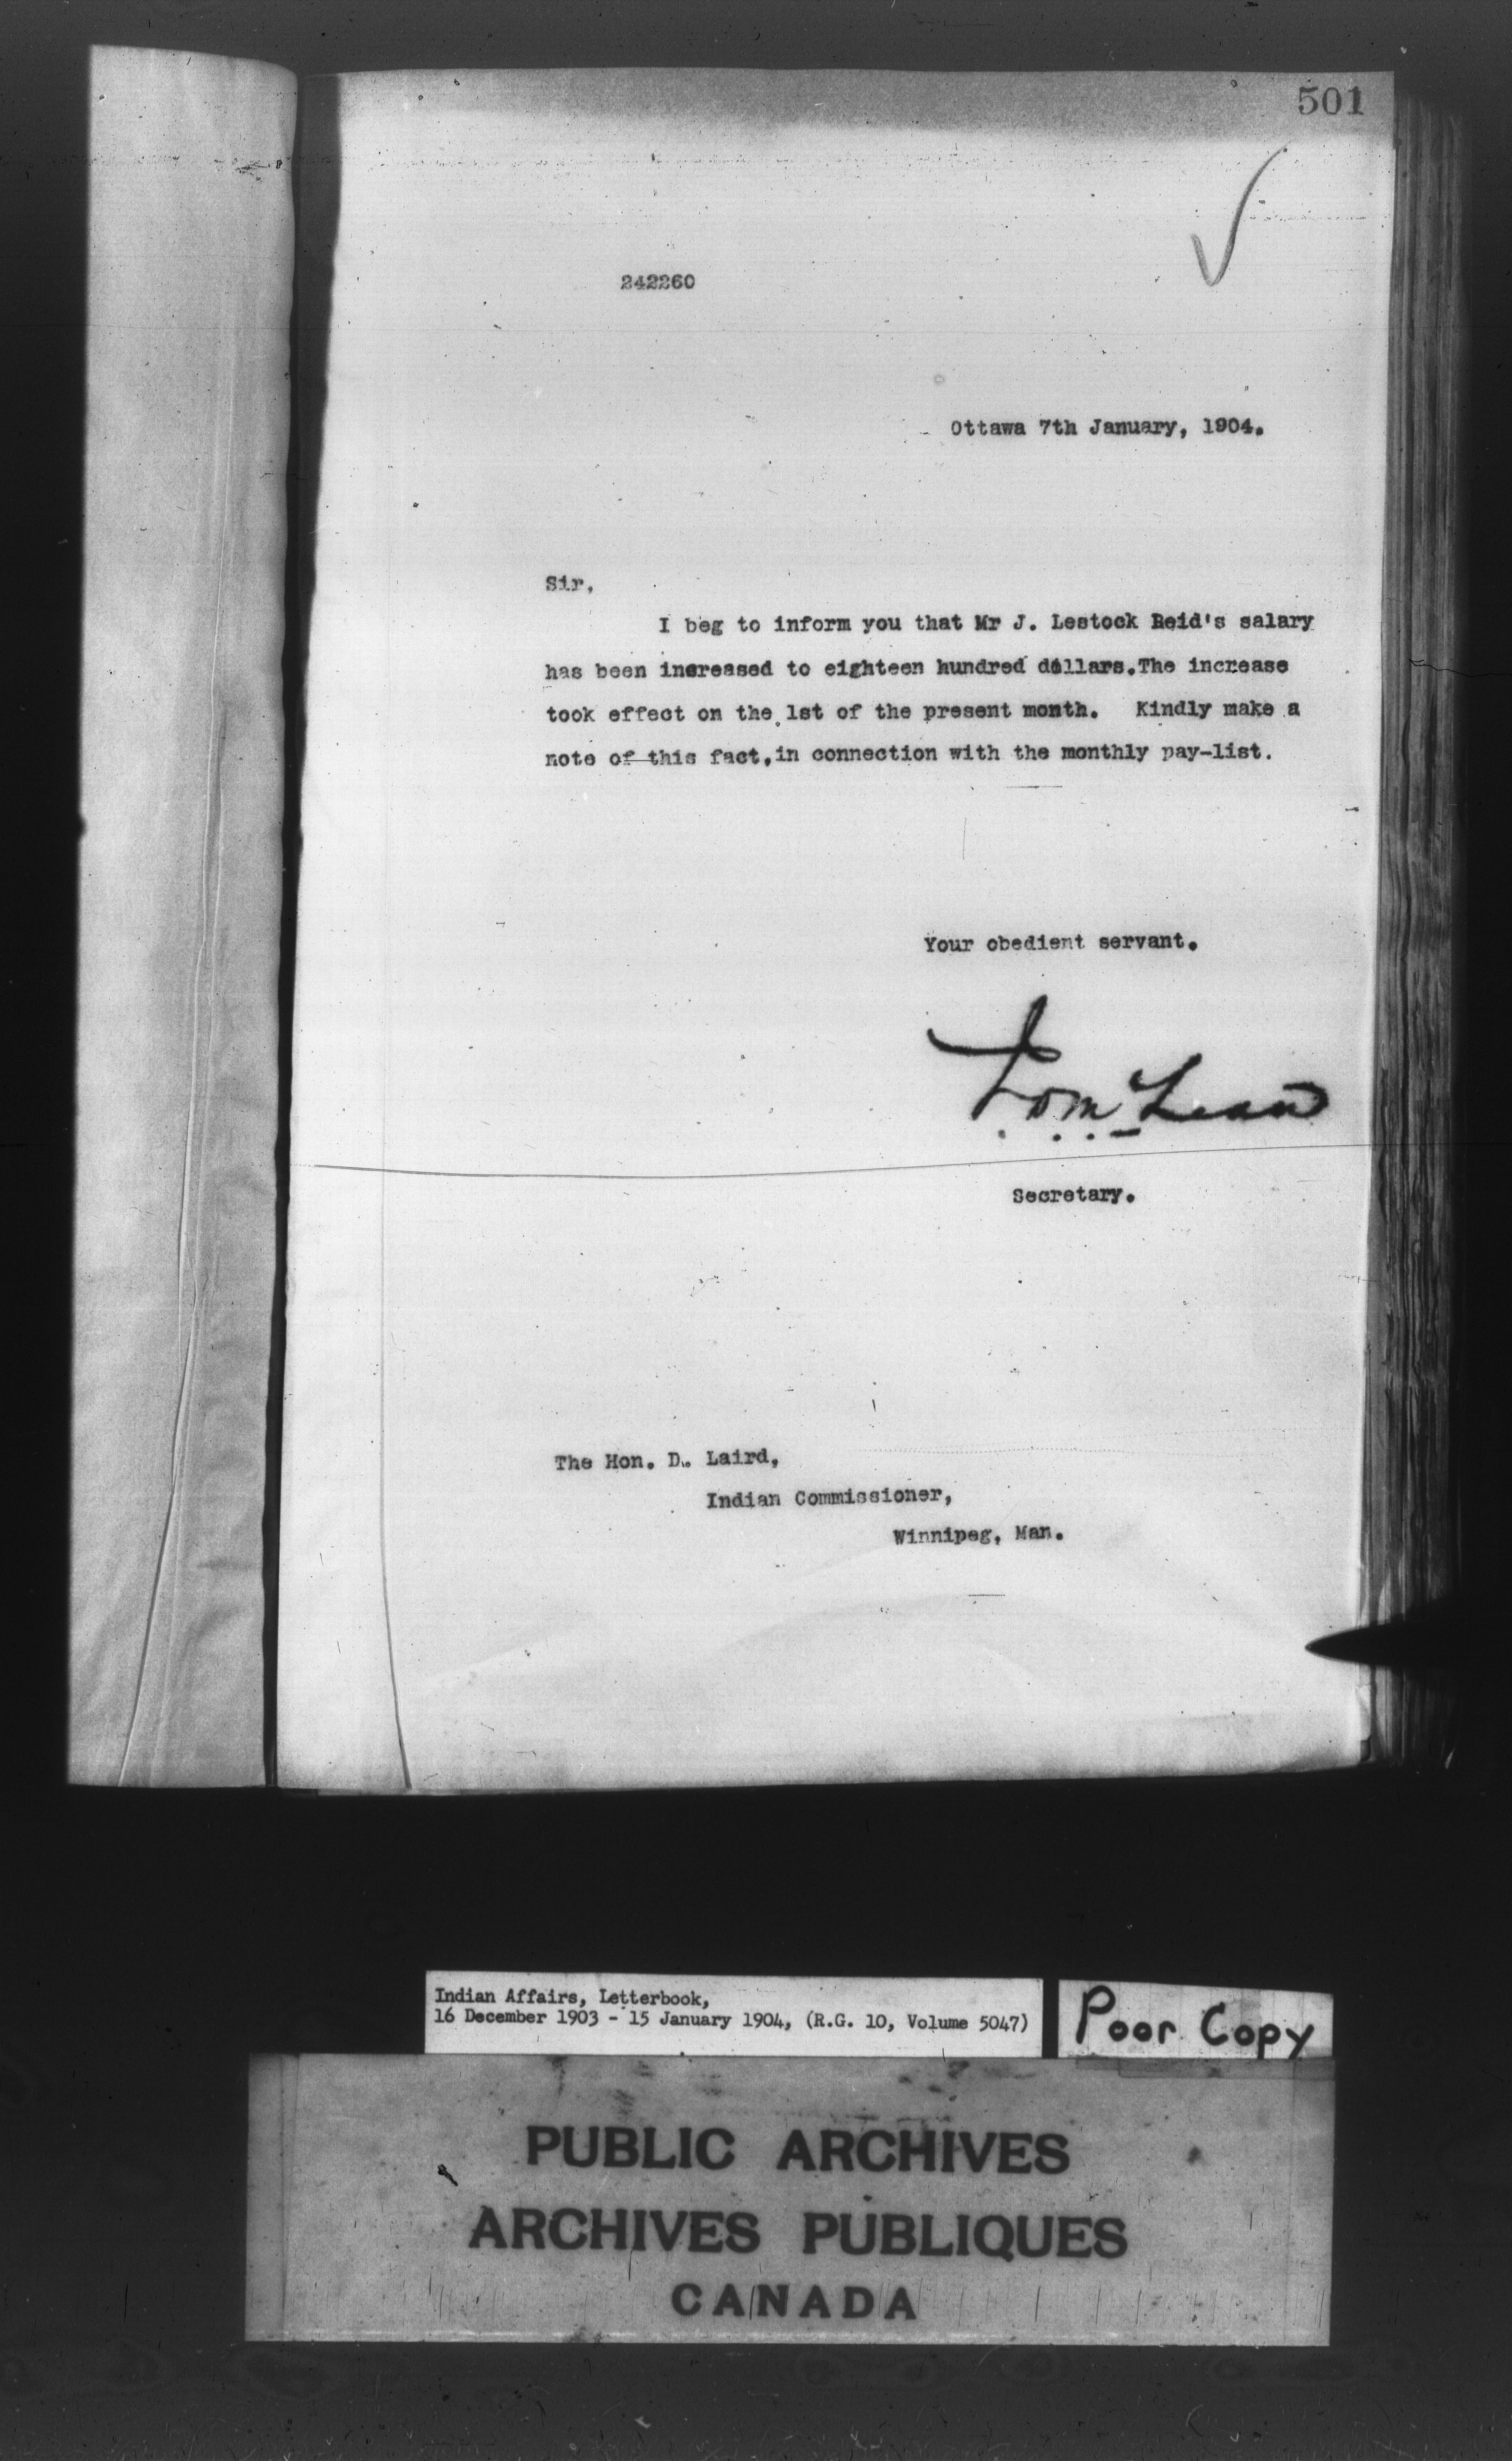 501
242260
Ottawa 7th January, 1904.
Sir,
I beg to inform you that Mr J. Lestock Reid's salary
has been increased to eighteen hundred dollars.The increase
took effect on the 1st of the present month. Kindly make a
note of this fact,in connection with the monthly pay-list.
Your obedient servant.
McLean
Secretary.
The Hon. D. Laird,
Indian Commissioner,
Winnipeg, Man.
Indian Affairs, Letterbook,
16 December 1903 - 15 January 1904, (R.G. 10, Volume 5047)
Poor Copy
PUBLIC ARCHIVES
ARCHIVES PUBLIQUES
CANADA